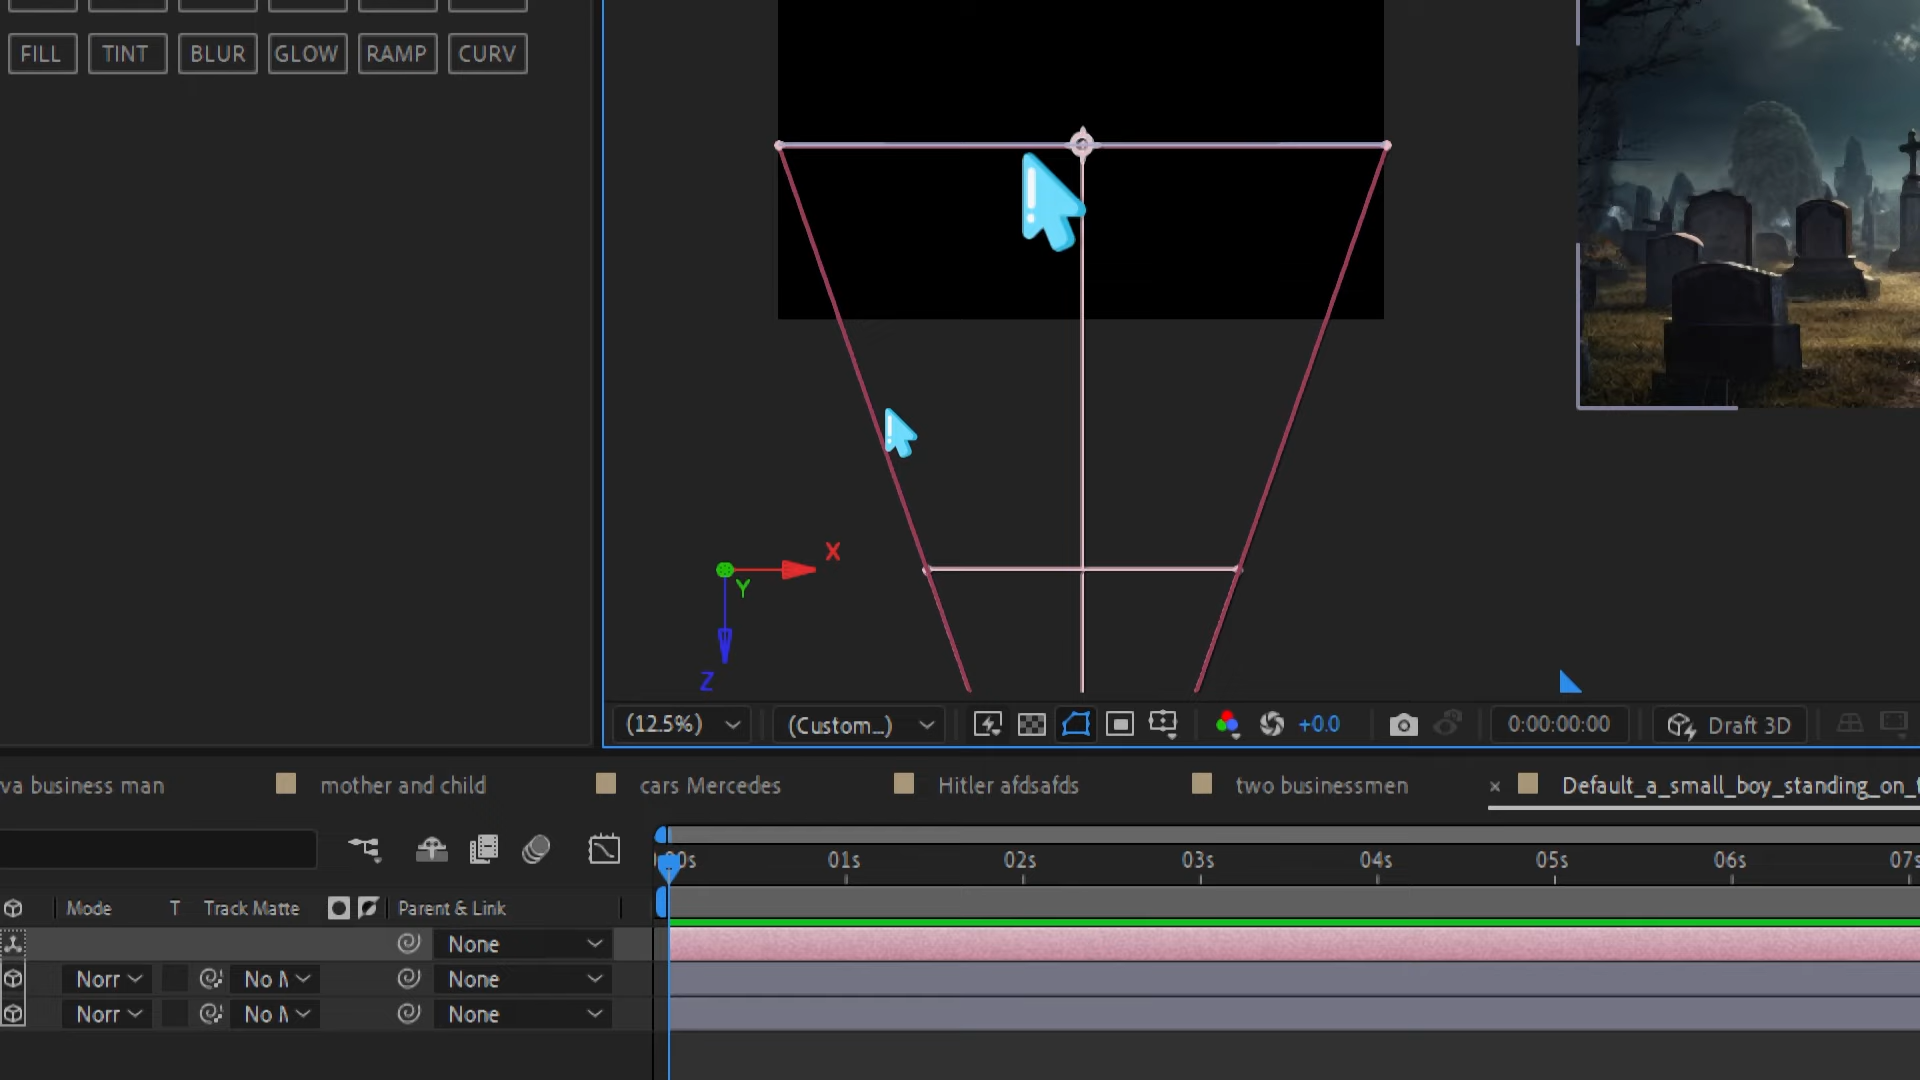 FILL TINT BLUR GLOW RAMP CURV
X
Y
Z
(12.5%) (Custom...) +0.0 0:00:00:00 Draft 3D
va business man mother and child cars Mercedes Hitler afdsafds two businessmen × Default_a_small_boy_standing_on_
00s 01s 02s 03s 04s 05s 06s 07s
Mode T Track Matte Parent & Link
None
Norr No M None
Norr No M None